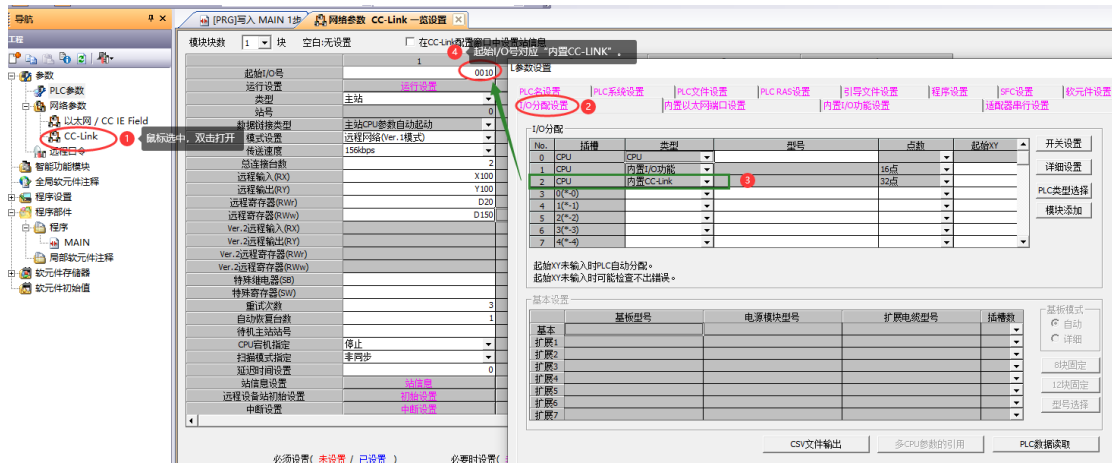 导航
工程
参数
PLC参数
网络参数
以太网 / CC IE Field
CC-Link
远程口令
智能功能模块
全局软元件注释
程序设置
程序部件
程序
MAIN
局部软元件注释
软元件存储器
软元件初始值
1 鼠标选中，双击打开
[PRG]写入 MAIN 1步
网络参数 CC-Link 一览设置
模块块数 1 块 空白:无设置
在CC-Link配置窗口中设置站信息
4 起始I/O号对应“内置CC-LINK”.
1
起始I/O号 0010
运行设置 运行设置
类型 主站
站号 0
数据链接类型 主站CPU参数自动起动
模式设置 远程网络(Ver.1模式)
传送速度 156kbps
总连接台数 2
远程输入(RX) X100
远程输出(RY) Y100
远程寄存器(RWr) D20
远程寄存器(RWw) D150
Ver.2远程输入(RX)
Ver.2远程输出(RY)
Ver.2远程寄存器(RWr)
Ver.2远程寄存器(RWw)
特殊继电器(SB)
特殊寄存器(SW)
重试次数 3
自动恢复台数 1
待机主站站号
CPU宕机指定 停止
扫描模式指定 非同步
延迟时间设置 0
站信息设置 站信息
远程设备站初始设置 初始设置
中断设置 中断设置
必须设置( 未设置 / 已设置 ) 必要时设置(
L参数设置
PLC名设置 |PLC系统设置 |PLC文件设置 |PLC RAS设置 |引导文件设置 |程序设置 |SFC设置 |软元件设置
I/O分配设置 2 |内置以太网端口设置 |内置I/O功能设置 |适配器串行设置
I/O分配
No. 插槽 类型 型号 点数 起始XY
0 CPU CPU
1 CPU 内置I/O功能 16点
2 CPU 内置CC-Link 3 32点
3 0(*-0)
4 1(*-1)
5 2(*-2)
6 3(*-3)
7 4(*-4)
开关设置
详细设置
PLC类型选择
模块添加
起始XY未输入时PLC自动分配。
起始XY未输入时可能检查不出错误。
基本设置
基板型号 电源模块型号 扩展电缆型号 插槽数
基本
扩展1
扩展2
扩展3
扩展4
扩展5
扩展6
扩展7
基板模式
自动
详细
8块固定
12块固定
型号选择
CSV文件输出 多CPU参数的引用 PLC数据读取